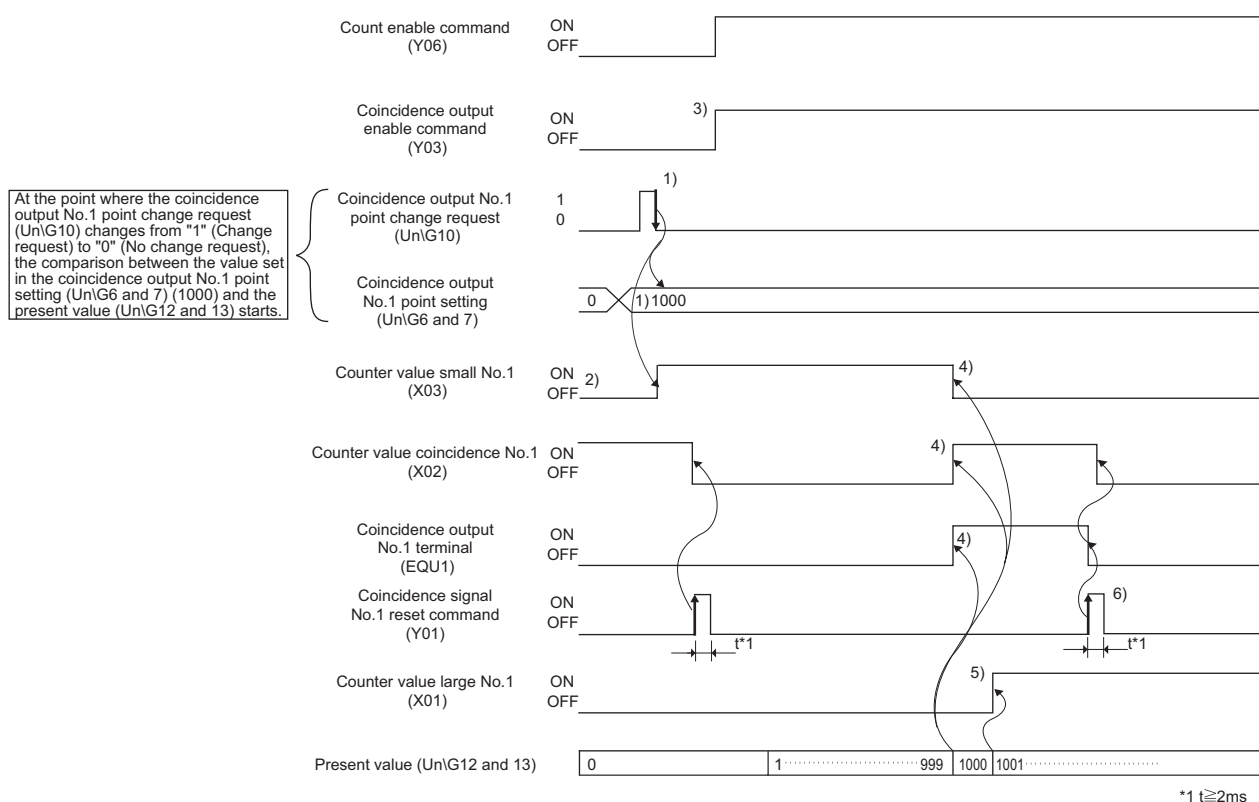 Count enable command
(Y06)
ON
OFF
Coincidence output
enable command
(Y03)
ON
OFF
3)
At the point where the coincidence
output No.1 point change request
(Un\G10) changes from "1" (Change
request) to "0" (No change request),
the comparison between the value set
in the coincidence output No.1 point
setting (Un\G6 and 7) (1000) and the
present value (Un\G12 and 13) starts.
Coincidence output No.1
point change request
(Un\G10)
1
0
1)
Coincidence output
No.1 point setting
(Un\G6 and 7)
0
1) 1000
Counter value small No.1
(X03)
ON
OFF
2)
4)
Counter value coincidence No.1
(X02)
ON
OFF
4)
Coincidence output
No.1 terminal
(EQU1)
ON
OFF
4)
Coincidence signal
No.1 reset command
(Y01)
ON
OFF
t*1
6)
t*1
Counter value large No.1
(X01)
ON
OFF
5)
Present value (Un\G12 and 13)
0
1 999 1000 1001
*1 t≧2ms